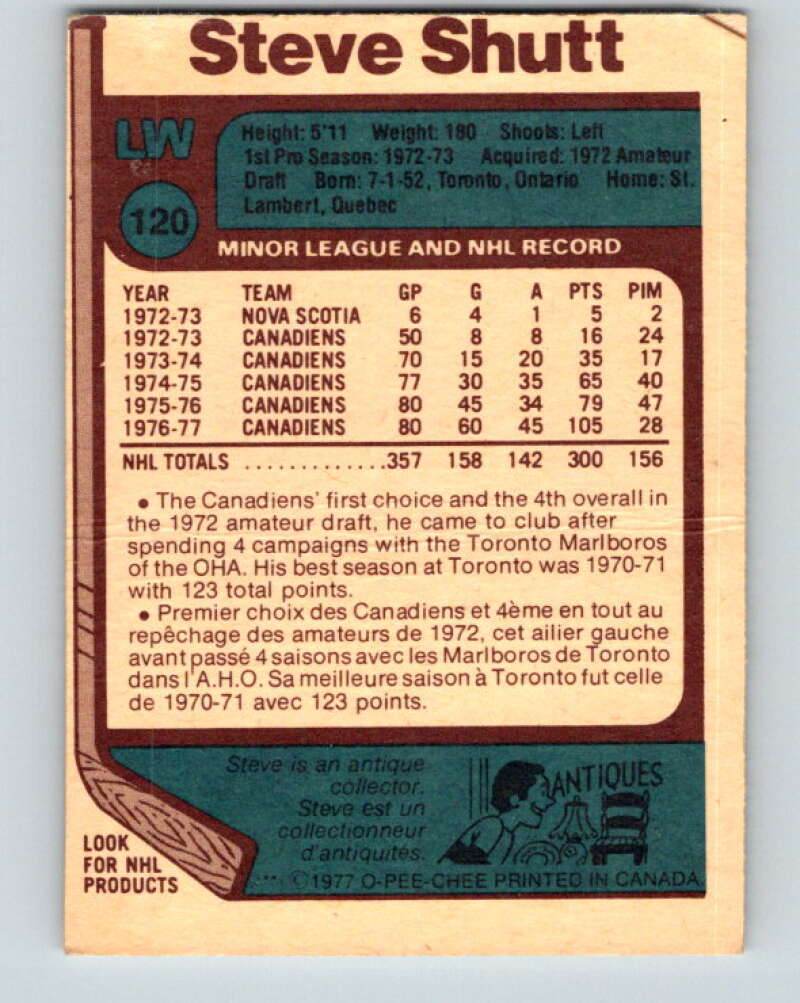 Steve Shutt
LW
120
Height: 5'11 Weight: 180 Shoots: Left
1st Pro Season: 1972-73 Acquired: 1972 Amateur
Draft Born: 7-1-52, Toronto, Ontario Home: St.
Lambert, Quebec
MINOR LEAGUE AND NHL RECORD
YEAR TEAM GP G A PTS PIM
1972-73 NOVA SCOTIA 6 4 1 5 2
1972-73 CANADIENS 50 8 8 16 24
1973-74 CANADIENS 70 15 20 35 17
1974-75 CANADIENS 77 30 35 65 40
1975-76 CANADIENS 80 45 34 79 47
1976-77 CANADIENS 80 60 45 105 28
NHL TOTALS .............357 158 142 300 156
• The Canadiens' first choice and the 4th overall in
the 1972 amateur draft, he came to club after
spending 4 campaigns with the Toronto Marlboros
of the OHA. His best season at Toronto was 1970-71
with 123 total points.
• Premier choix des Canadiens et 4ème en tout au
repêchage des amateurs de 1972, cet ailier gauche
avant passé 4 saisons avec les Marlboros de Toronto
dans l'A.H.O. Sa meilleure saison à Toronto fut celle
de 1970-71 avec 123 points.
Steve is an antique
collector.
Steve est un
collectionneur
d'antiquités.
ANTIQUES
LOOK
FOR NHL
PRODUCTS
*** ©1977 O-PEE-CHEE PRINTED IN CANADA